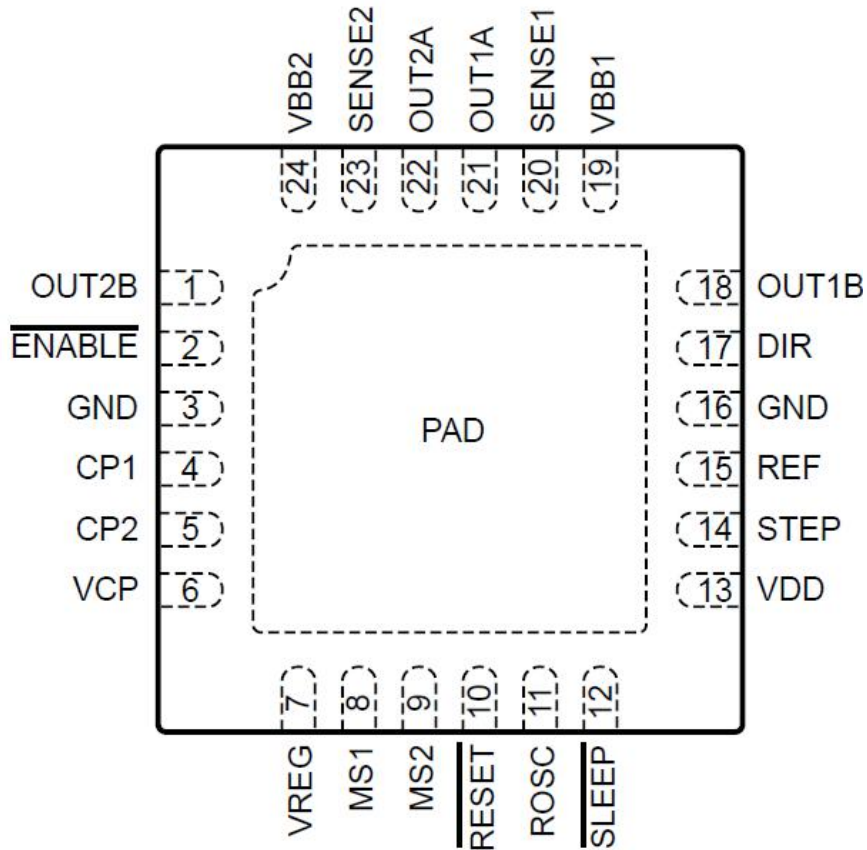 VBB2
SENSE2
OUT2A
OUT1A
SENSE1
VBB1
24
23
22
21
20
19
OUT2B 1
ENABLE 2
GND 3
CP1 4
CP2 5
VCP 6
PAD
18 OUT1B
17 DIR
16 GND
15 REF
14 STEP
13 VDD
7
8
9
10
11
12
VREG
MS1
MS2
RESET
ROSC
SLEEP